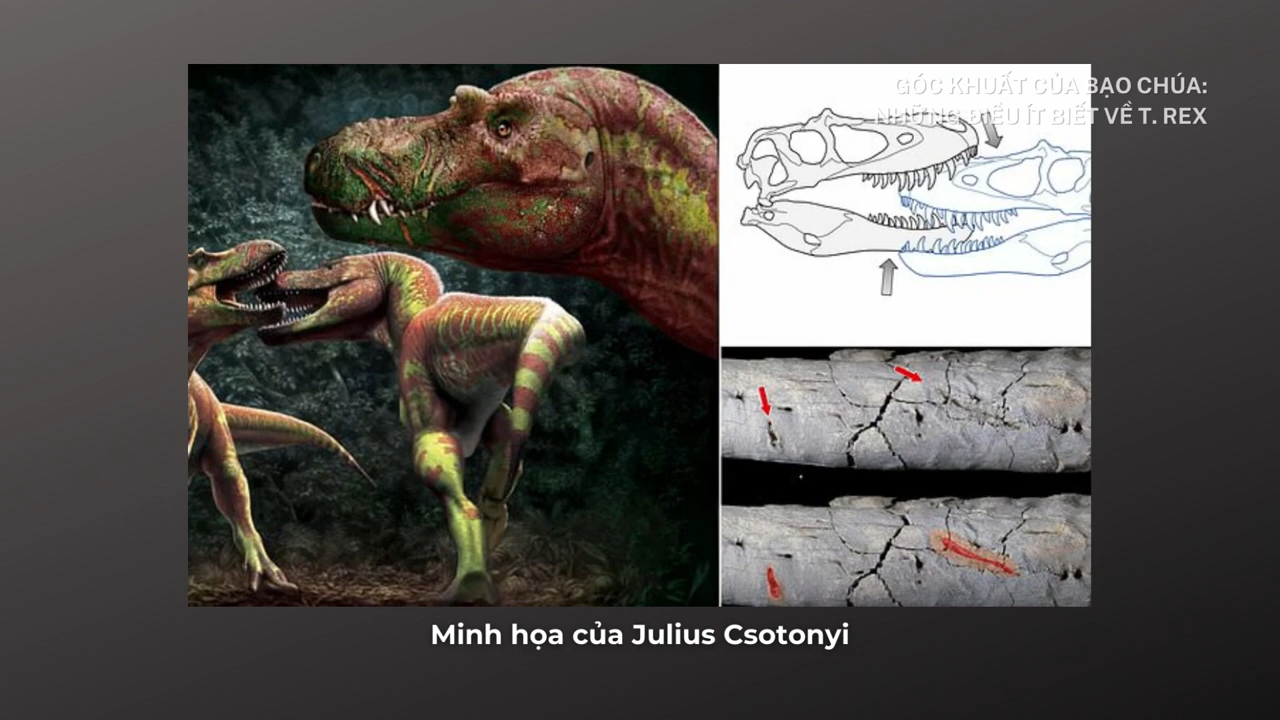 GÓC KHUẤT CỦA BẠO CHÚA:
NHỮNG ĐIỀU ÍT BIẾT VỀ T. REX
Minh họa của Julius Csotonyi